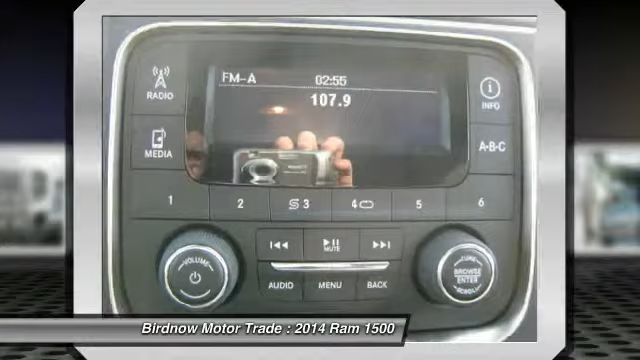 FM-A 02:55
107.9
RADIO
MEDIA
INFO
A-B-C
1 2 3 4 5 6
VOLUME
MUTE
AUDIO MENU BACK
TUNE
BROWSE
ENTER
SCROLL
Birdnow Motor Trade : 2014 Ram 1500